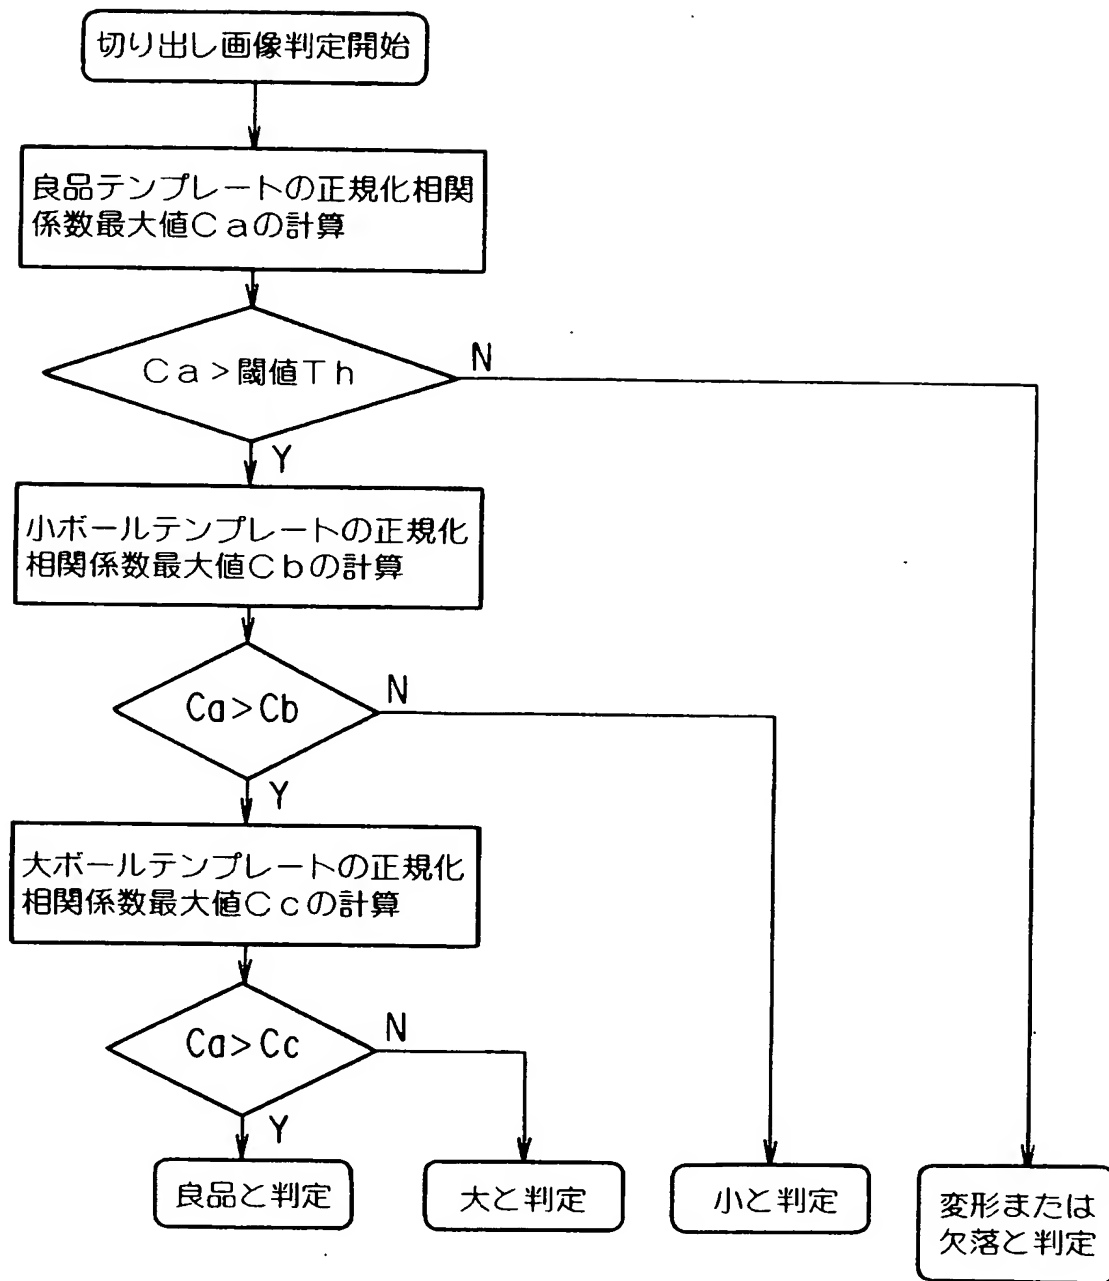 切り出し画像判定開始
良品テンプレートの正規化相関
係数最大値Caの計算
Ca>閾値Th
N
Y
小ボールテンプレートの正規化
相関係数最大値Cbの計算
Ca>Cb
N
Y
大ボールテンプレートの正規化
相関係数最大値Ccの計算
Ca>Cc
N
Y
良品と判定
大と判定
小と判定
変形または
欠落と判定